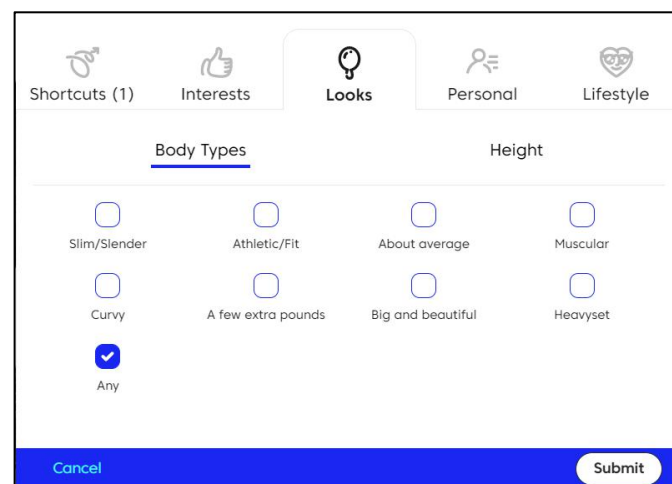 Shortcuts (1) Interests Looks Personal Lifestyle
Body Types Height
Slim/Slender Athletic/Fit About average Muscular
Curvy A few extra pounds Big and beautiful Heavyset
Any
Cancel Submit